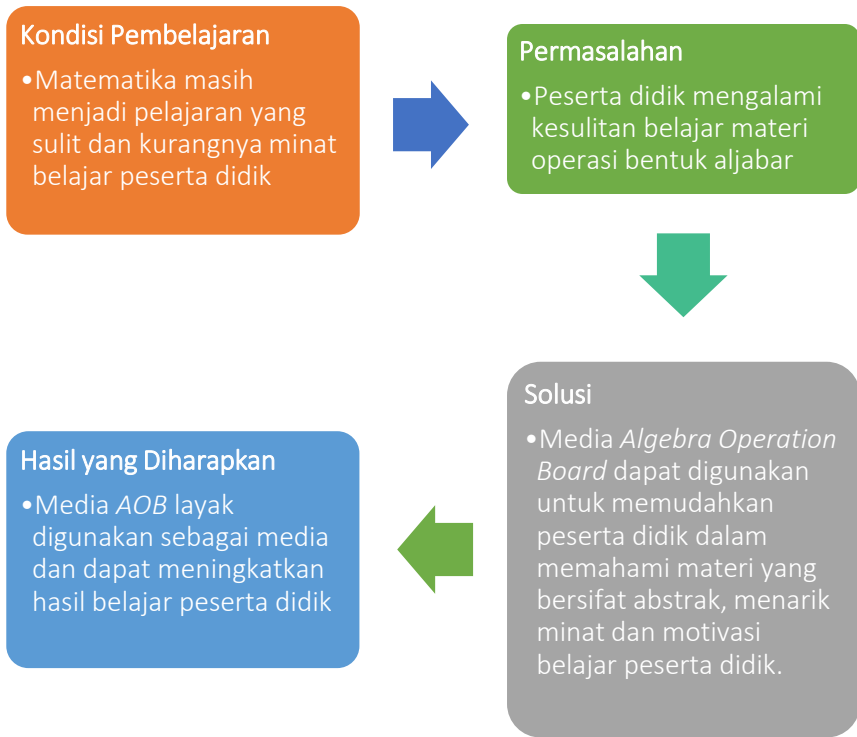 Kondisi Pembelajaran
•Matematika masih
menjadi pelajaran yang
sulit dan kurangnya minat
belajar peserta didik
Permasalahan
•Peserta didik mengalami
kesulitan belajar materi
operasi bentuk aljabar
Solusi
•Media Algebra Operation
Board dapat digunakan
untuk memudahkan
peserta didik dalam
memahami materi yang
bersifat abstrak, menarik
minat dan motivasi
belajar peserta didik.
Hasil yang Diharapkan
•Media AOB layak
digunakan sebagai media
dan dapat meningkatkan
hasil belajar peserta didik